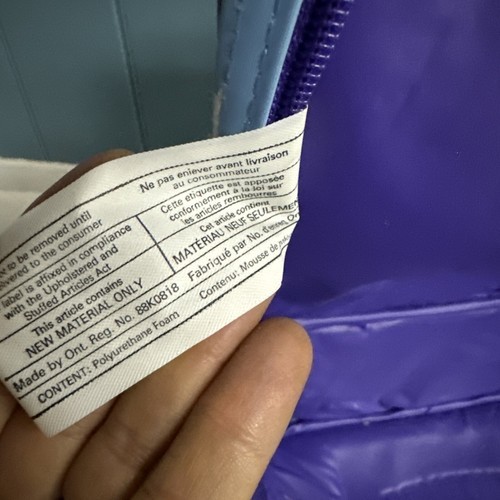 to be removed until
delivered to the consumer
label is affixed in compliance
with the Upholstered and
Stuffed Articles Act
This article contains
NEW MATERIAL ONLY
Made by Ont. Reg. No. 88K0818
CONTENT: Polyurethane Foam
Ne pas enlever avant livraison
au consommateur
Cette étiquette est apposée
conformément à la loi sur
les articles rembourrés
Cet article contient
MATÉRIAU NEUF SEULEMEN
Fabriqué par No. d'enreg. On
Contenu: Mousse de